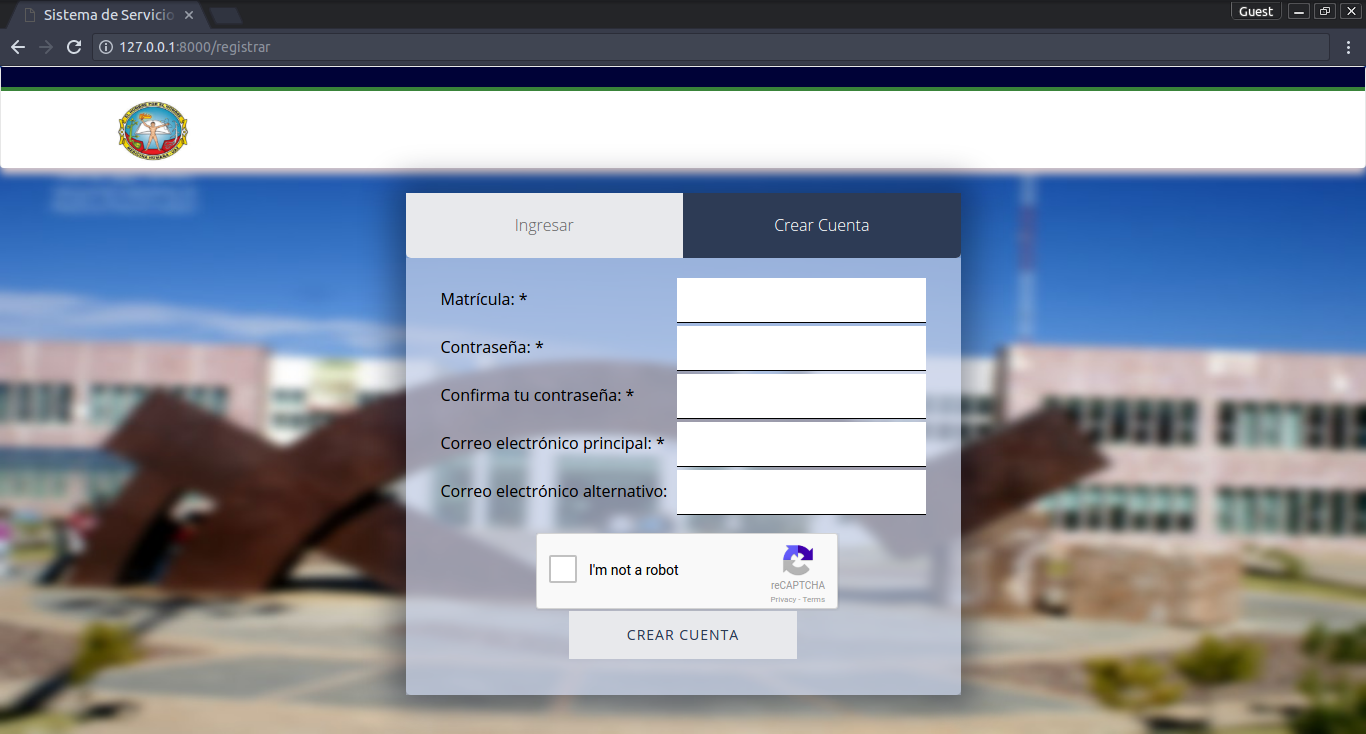 Sistema de Servicio
Guest
127.0.0.1:8000/registrar
Ingresar
Crear Cuenta
Matrícula: *
Contraseña: *
Confirma tu contraseña: *
Correo electrónico principal: *
Correo electrónico alternativo:
I'm not a robot
reCAPTCHA
Privacy - Terms
CREAR CUENTA